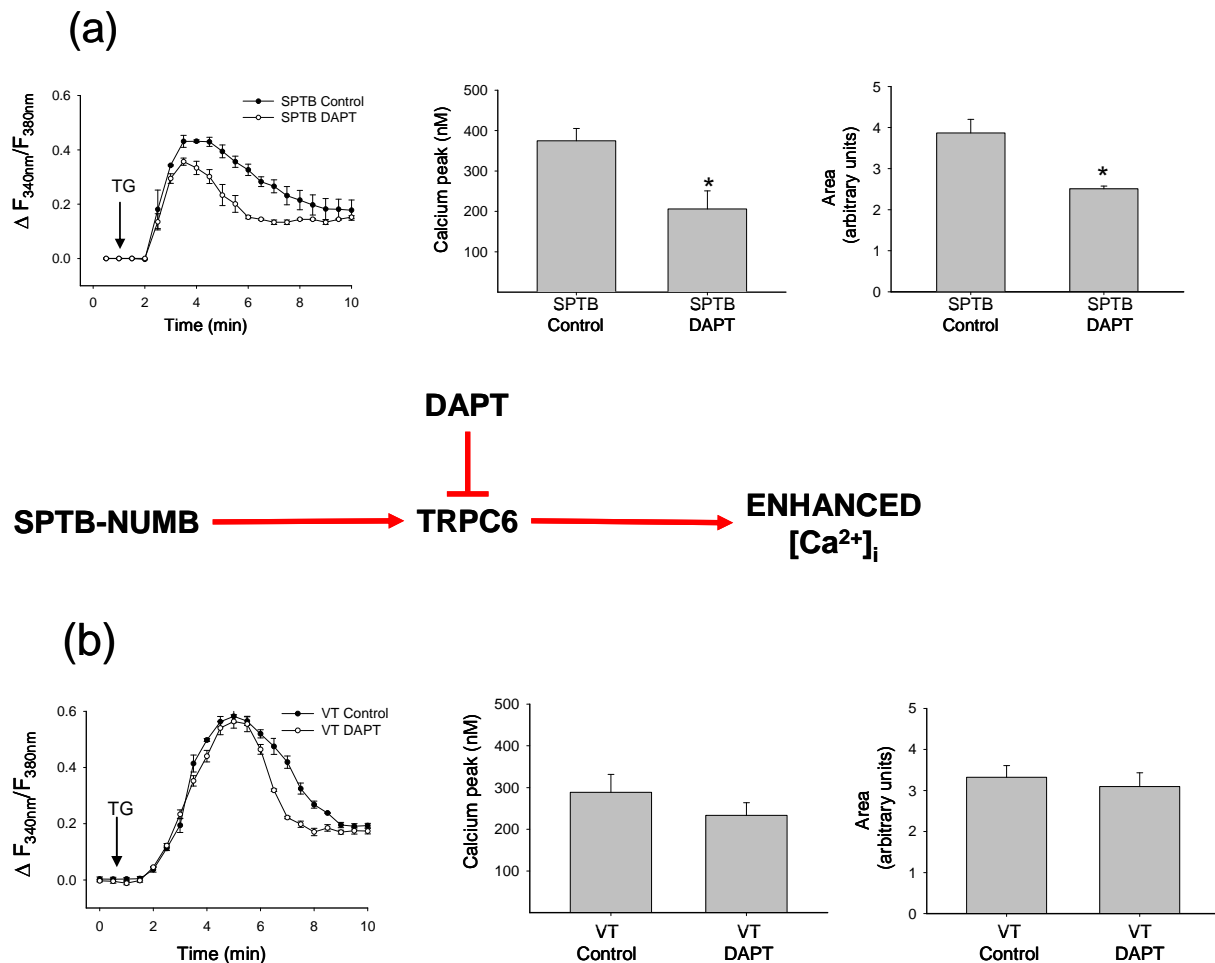 (a)
Δ F340nm/F380nm
0.6
0.4
0.2
0.0
SPTB Control
SPTB DAPT
TG
0 2 4 6 8 10
Time (min)
Calcium peak (nM)
500
400
300
200
100
SPTB SPTB
Control DAPT
*
Area
(arbitrary units)
5
4
3
2
1
0
*
SPTB SPTB
Control DAPT
DAPT
SPTB-NUMB
TRPC6
ENHANCED
[Ca²⁺]i
(b)
Δ F340nm/F380nm
0.6
0.4
0.2
0.0
VT Control
VT DAPT
TG
0 2 4 6 8 10
Time (min)
Calcium peak (nM)
500
400
300
200
100
VT VT
Control DAPT
Area
(arbitrary units)
5
4
3
2
1
0
VT VT
Control DAPT